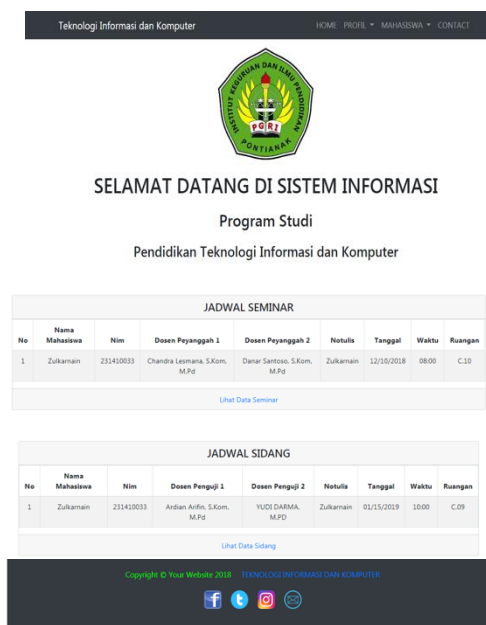 Teknologi Informasi dan Komputer HOME PROFIL MAHASISWA CONTACT
INSTITUT KEGURUAN DAN ILMU PENDIDIKAN
PGRI
PONTIANAK
SELAMAT DATANG DI SISTEM INFORMASI
Program Studi
Pendidikan Teknologi Informasi dan Komputer
JADWAL SEMINAR
No Nama Mahasiswa Nim Dosen Peyanggah 1 Dosen Peyanggah 2 Notulis Tanggal Waktu Ruangan
1 Zulkarnain 231410033 Chandra Lesmana, S.Kom, M.Pd Danar Santoso, S.Kom, M.Pd Zulkarnain 12/10/2018 08:00 C.10
Lihat Data Seminar
JADWAL SIDANG
No Nama Mahasiswa Nim Dosen Penguji 1 Dosen Penguji 2 Notulis Tanggal Waktu Ruangan
1 Zulkarnain 231410033 Ardian Arifin, S.Kom, M.Pd YUDI DARMA, M.PD Zulkarnain 01/15/2019 10:00 C.09
Lihat Data Sidang
Copyright © Your Website 2018 TEKNOLOGI INFORMASI DAN KOMPUTER